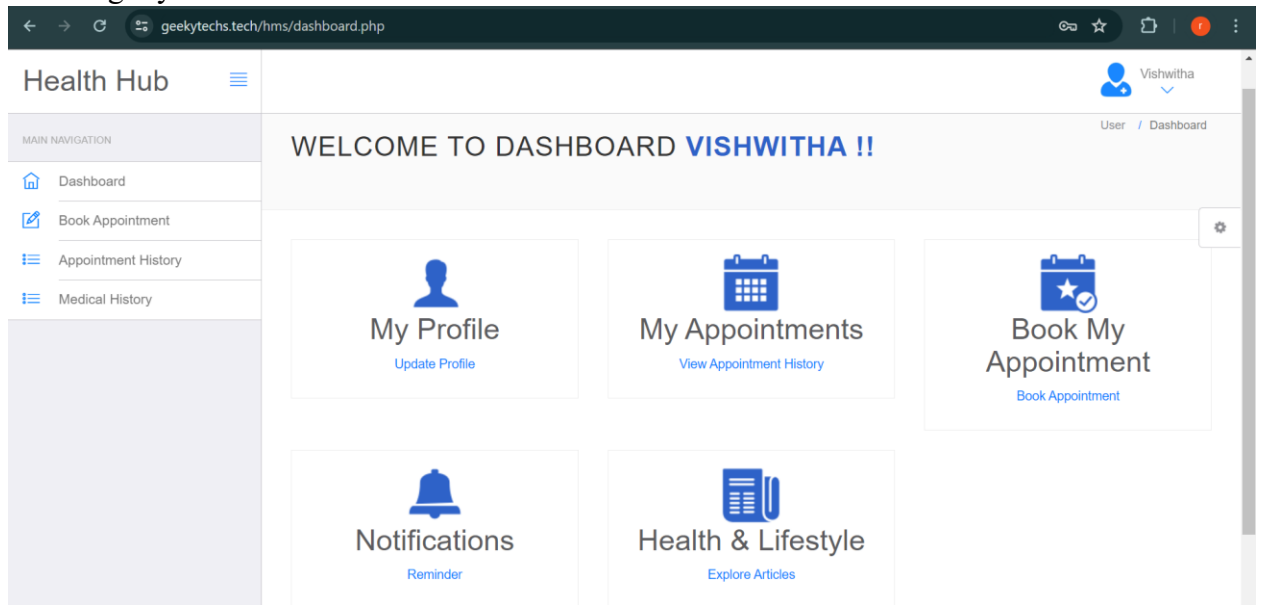 geekytechs.tech/hms/dashboard.php
r
Health Hub
Vishwitha
MAIN NAVIGATION
User / Dashboard
WELCOME TO DASHBOARD VISHWITHA !!
Dashboard
Book Appointment
Appointment History
Medical History
My Profile
Update Profile
My Appointments
View Appointment History
Book My
Appointment
Book Appointment
Notifications
Reminder
Health & Lifestyle
Explore Articles